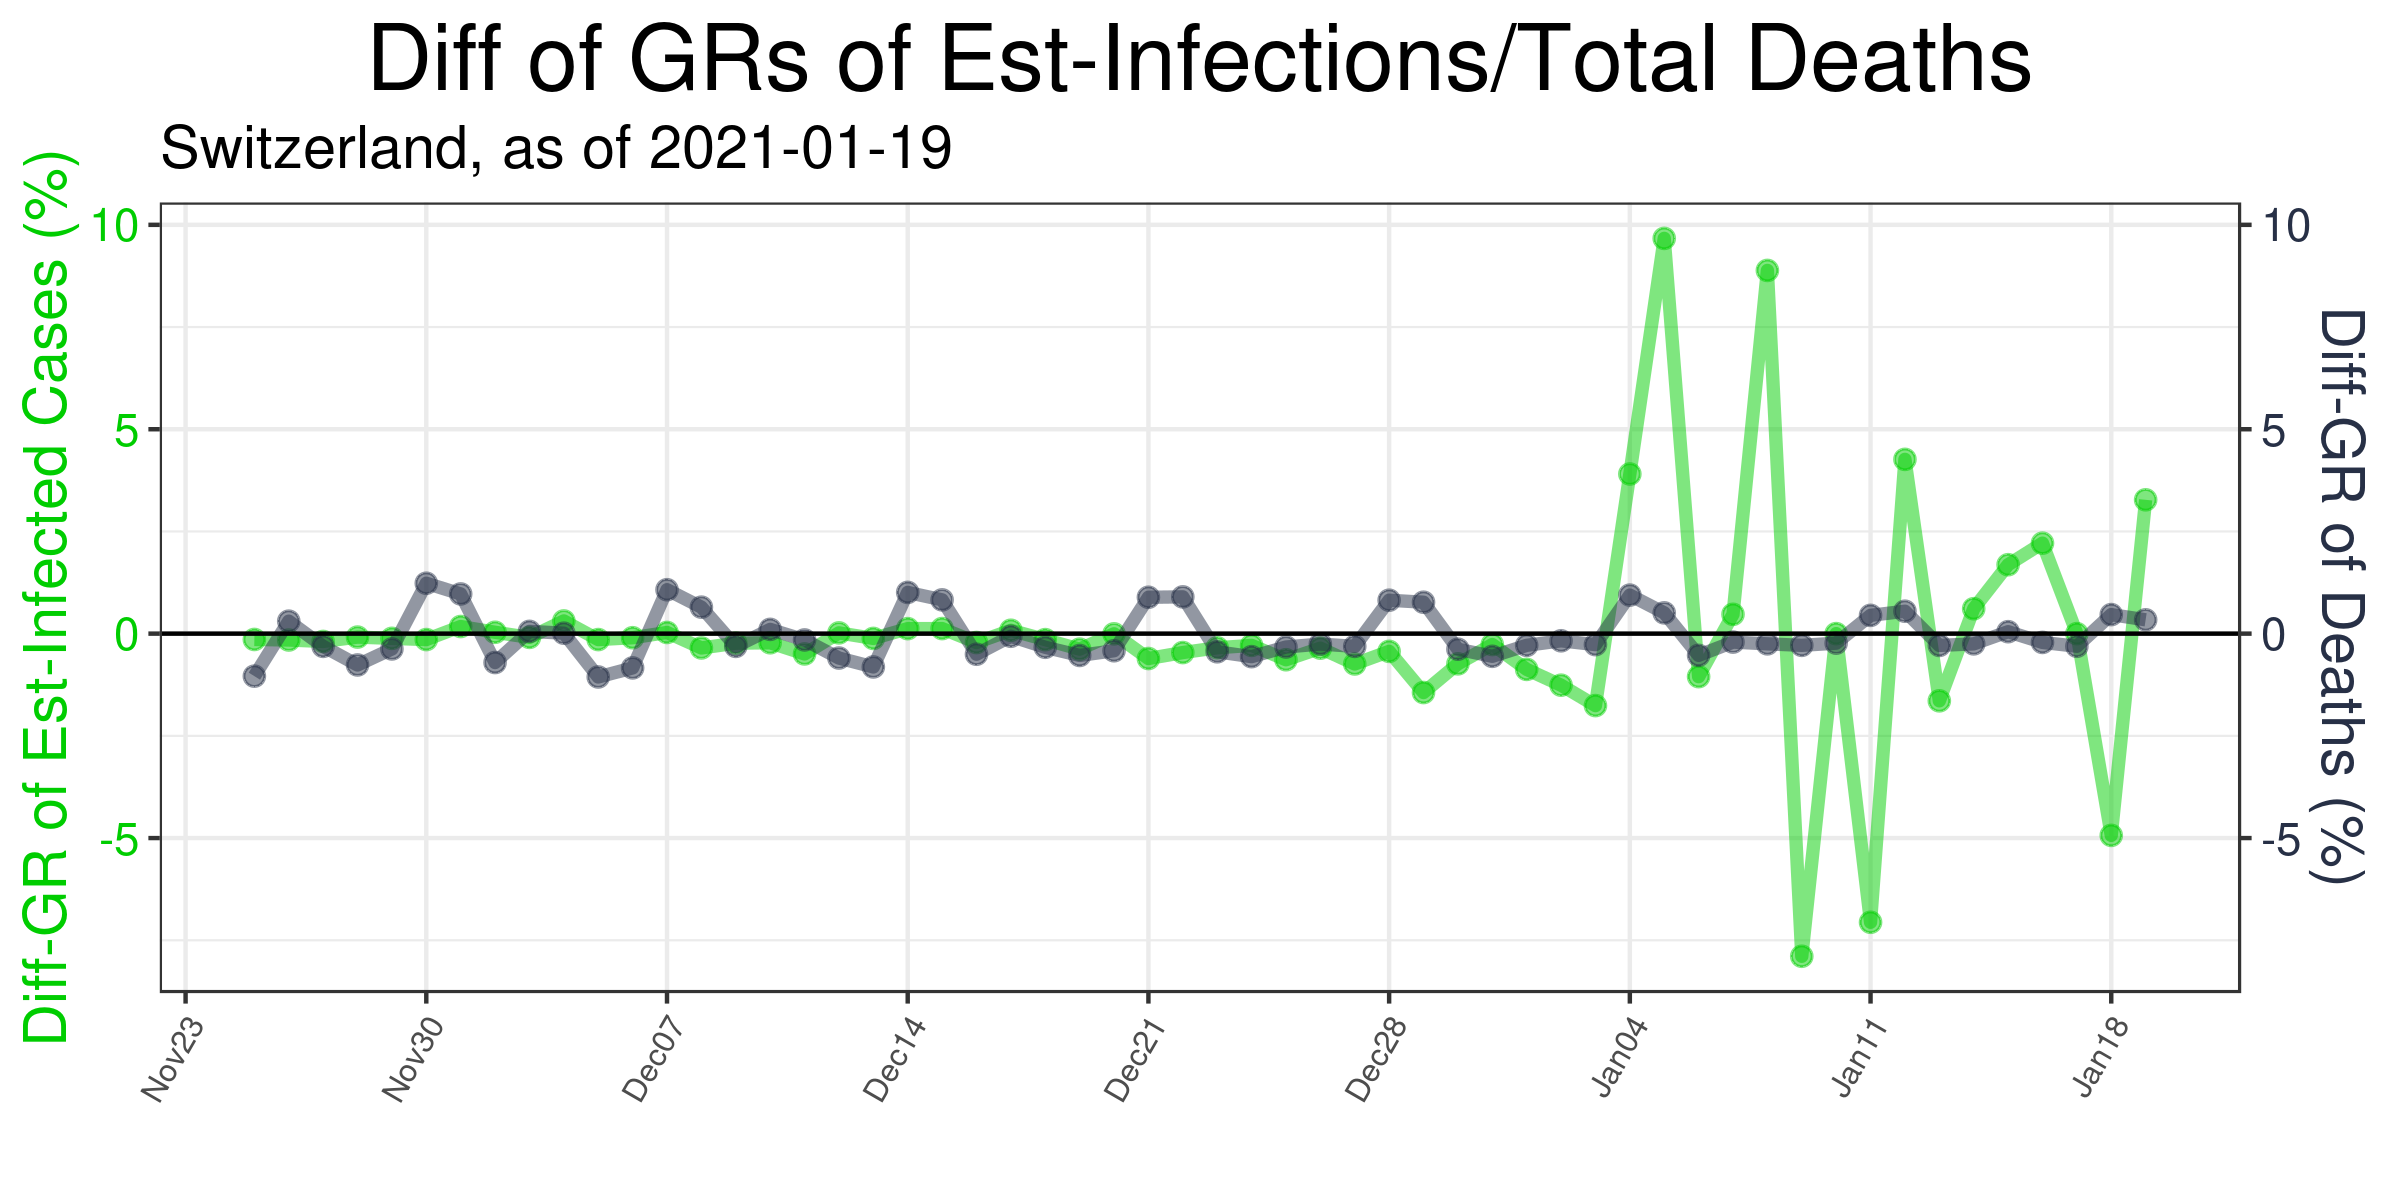 Diff of GRs of Est-Infections/Total Deaths
Switzerland, as of 2021-01-19
Diff-GR of Est-Infected Cases (%)
10
5
0
-5
10
5
0
-5
Diff-GR of Deaths (%)
Nov23
Nov30
Dec07
Dec14
Dec21
Dec28
Jan04
Jan11
Jan18